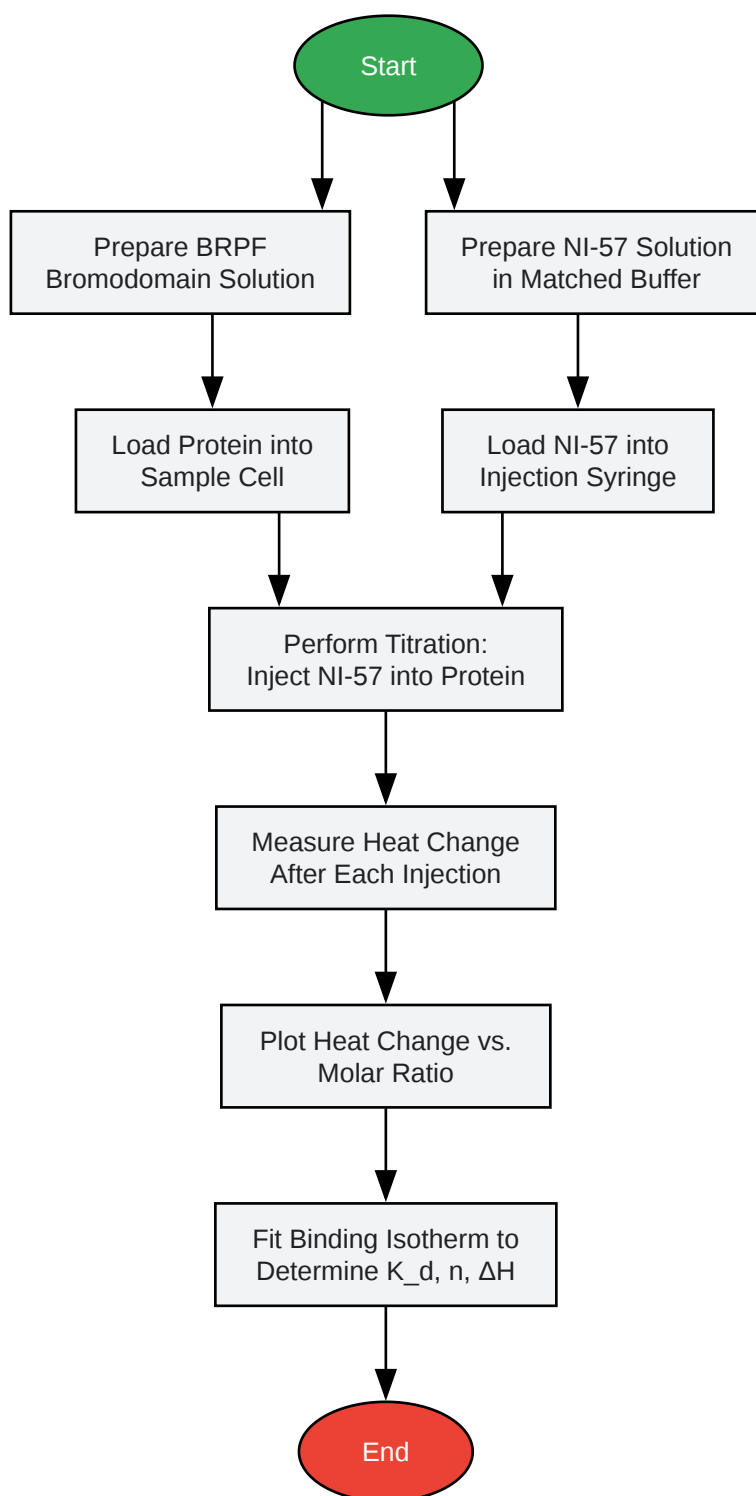 Start
Prepare BRPF
Bromodomain Solution
Prepare NI-57 Solution
in Matched Buffer
Load Protein into
Sample Cell
Load NI-57 into
Injection Syringe
Perform Titration:
Inject NI-57 into Protein
Measure Heat Change
After Each Injection
Plot Heat Change vs.
Molar Ratio
Fit Binding Isotherm to
Determine K_d, n, ΔH
End